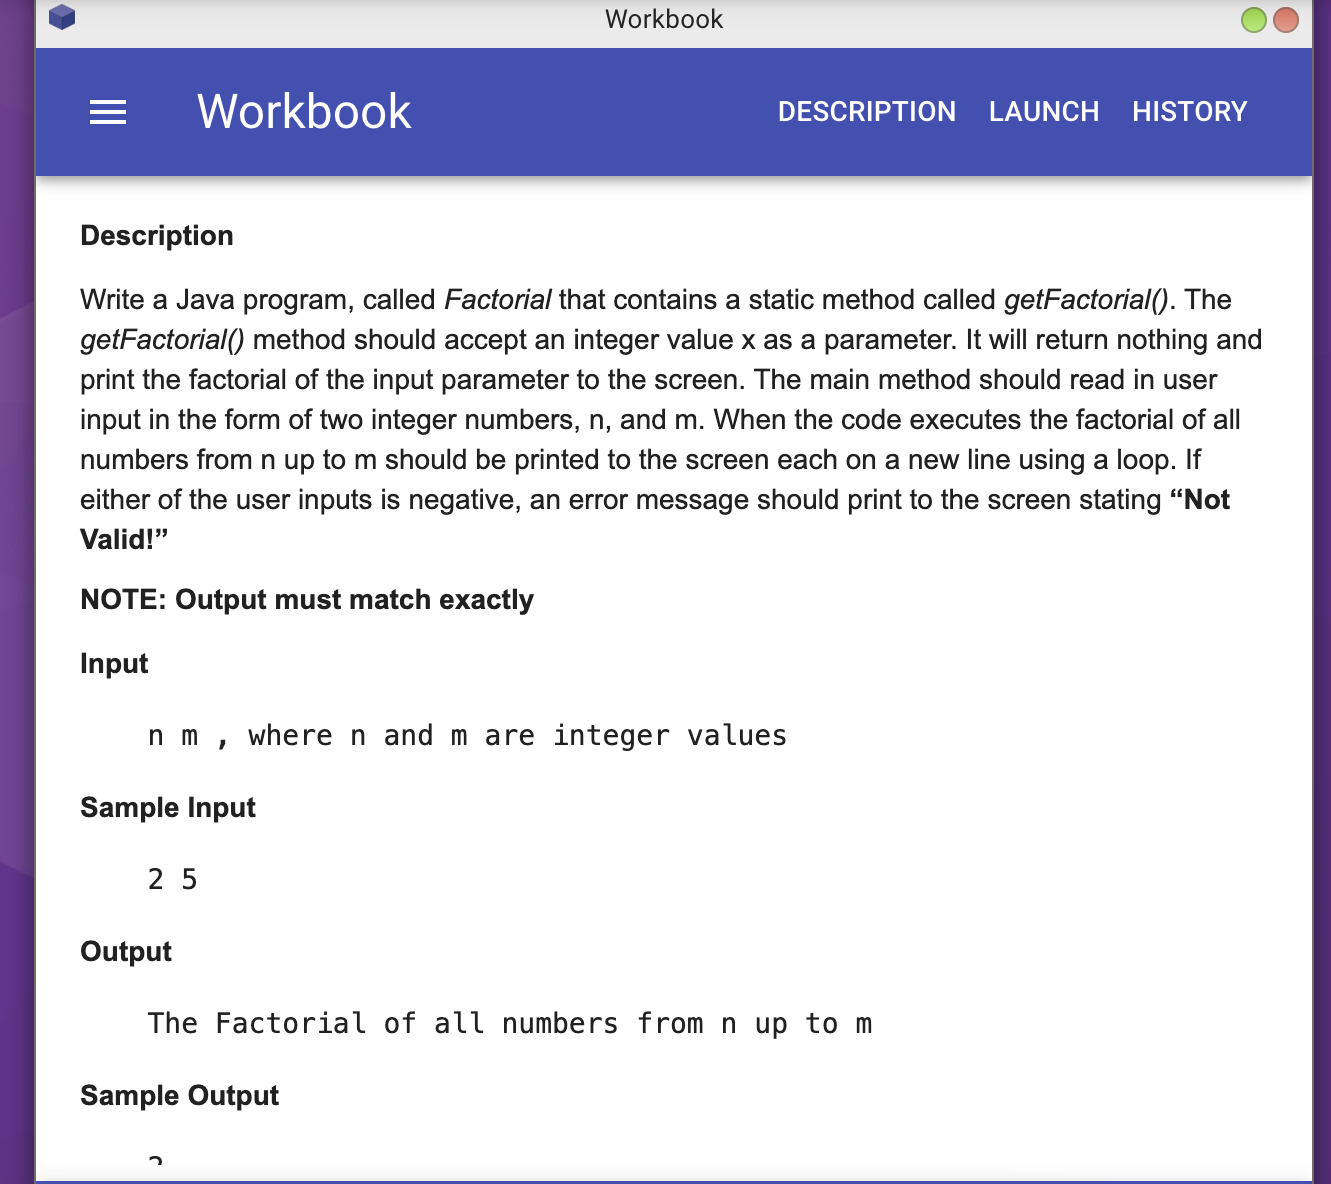 Workbook
Workbook DESCRIPTION LAUNCH HISTORY
Description
Write a Java program, called Factorial that contains a static method called getFactorial(). The
getFactorial() method should accept an integer value x as a parameter. It will return nothing and
print the factorial of the input parameter to the screen. The main method should read in user
input in the form of two integer numbers, n, and m. When the code executes the factorial of all
numbers from n up to m should be printed to the screen each on a new line using a loop. If
either of the user inputs is negative, an error message should print to the screen stating “Not
Valid!”
NOTE: Output must match exactly
Input
n m , where n and m are integer values
Sample Input
2 5
Output
The Factorial of all numbers from n up to m
Sample Output